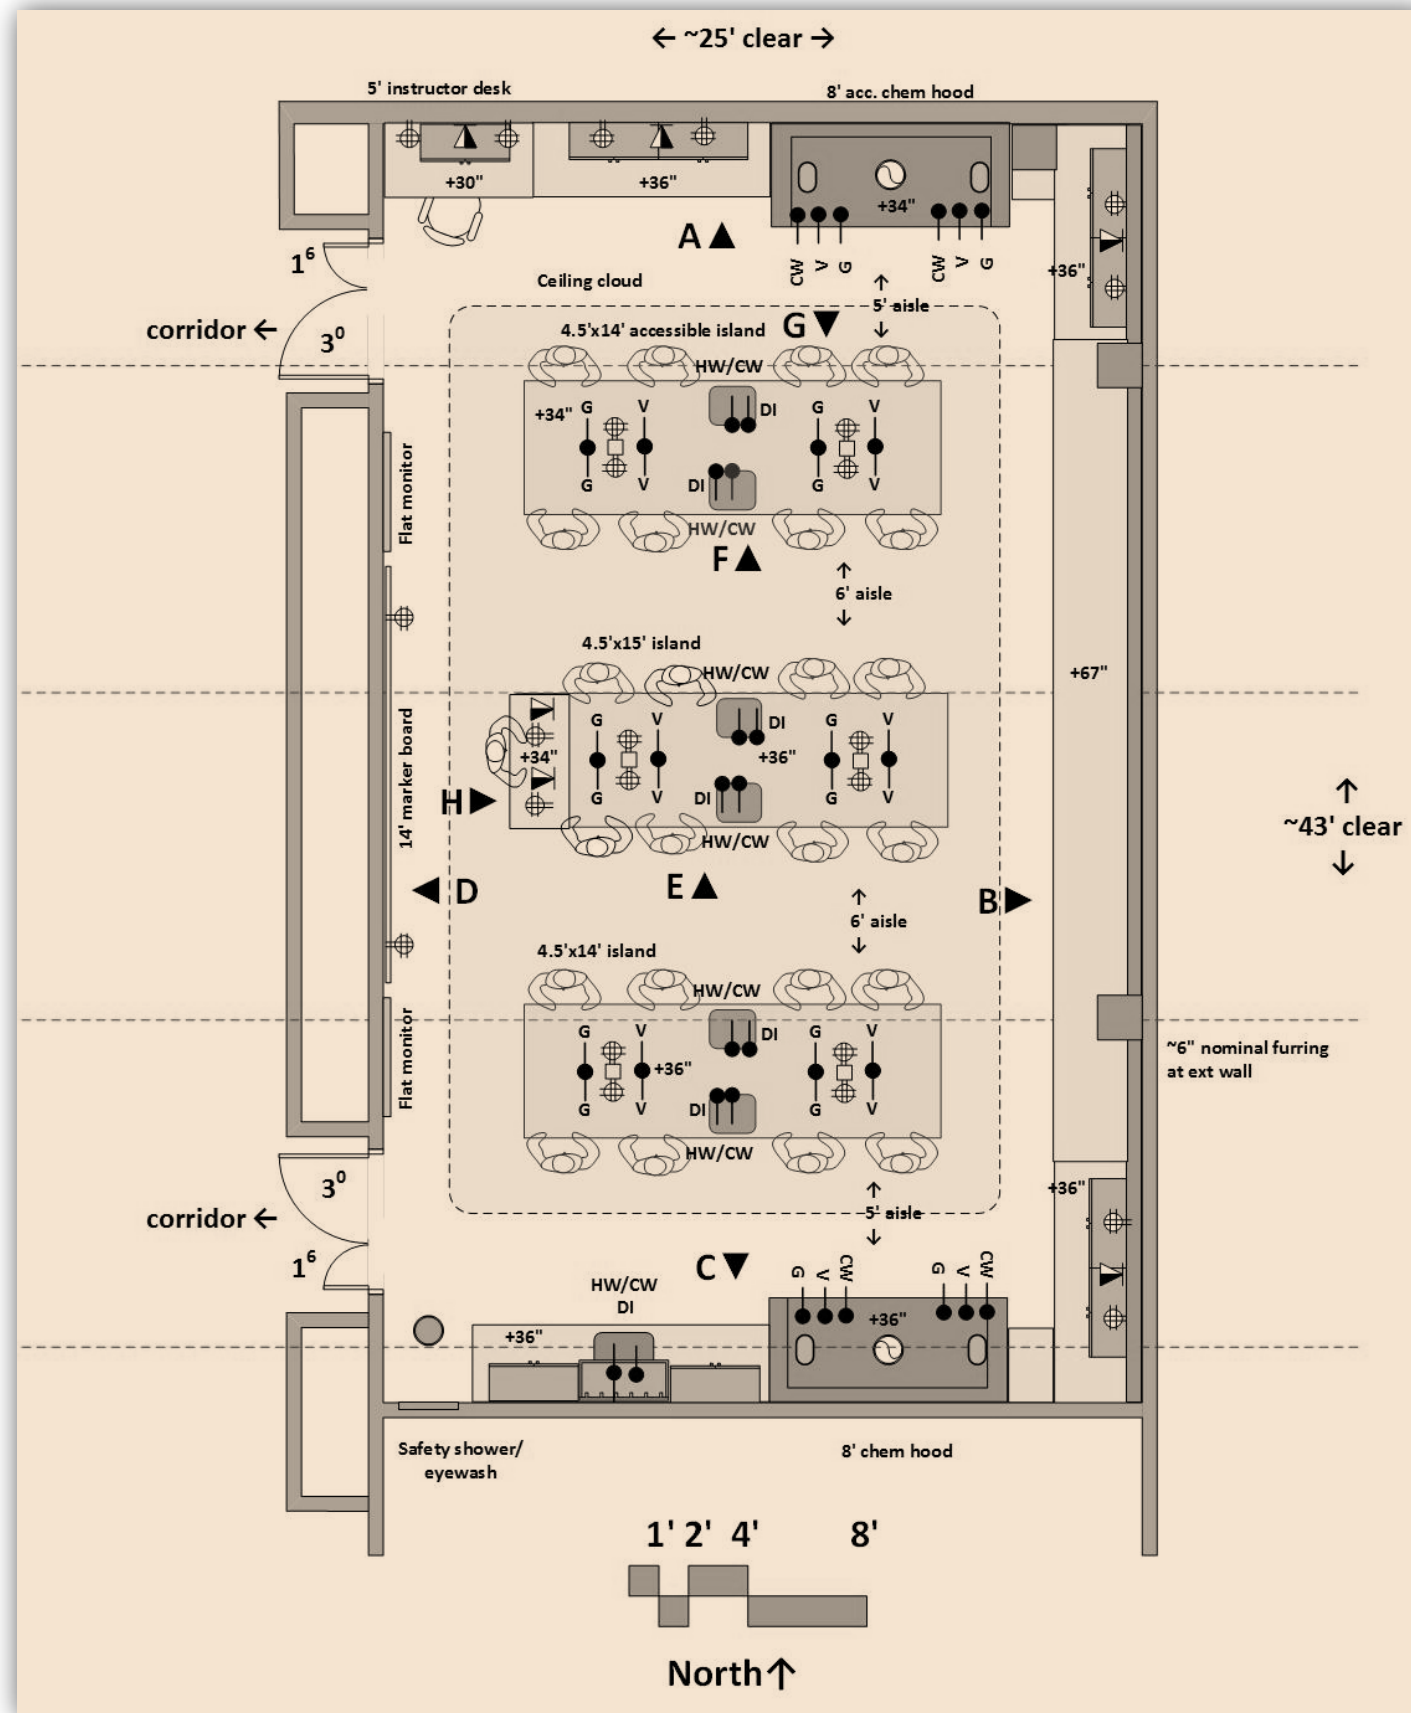 ← ~25' clear →
5' instructor desk
8' acc. chem hood
+30"
+36"
+34"
A
CW
V
G
CW
V
G
1⁶
+36"
Ceiling cloud
5' aisle
corridor ←
3⁰
4.5'x14' accessible island
G
HW/CW
+34"
G
V
DI
G
V
G
V
DI
G
V
HW/CW
Flat monitor
F
6' aisle
4.5'x15' island
HW/CW
+67"
G
V
DI
G
V
+34"
+36"
H
G
V
DI
G
V
HW/CW
14' marker board
~43' clear
D
E
B
6' aisle
4.5'x14' island
HW/CW
G
V
DI
G
V
+36"
G
V
DI
G
V
HW/CW
Flat monitor
~6" nominal furring
at ext wall
3⁰
+36"
corridor ←
5' aisle
1⁶
C
G
V
CW
G
V
CW
HW/CW
DI
+36"
+36"
Safety shower/
eyewash
8' chem hood
1' 2' 4' 8'
North↑